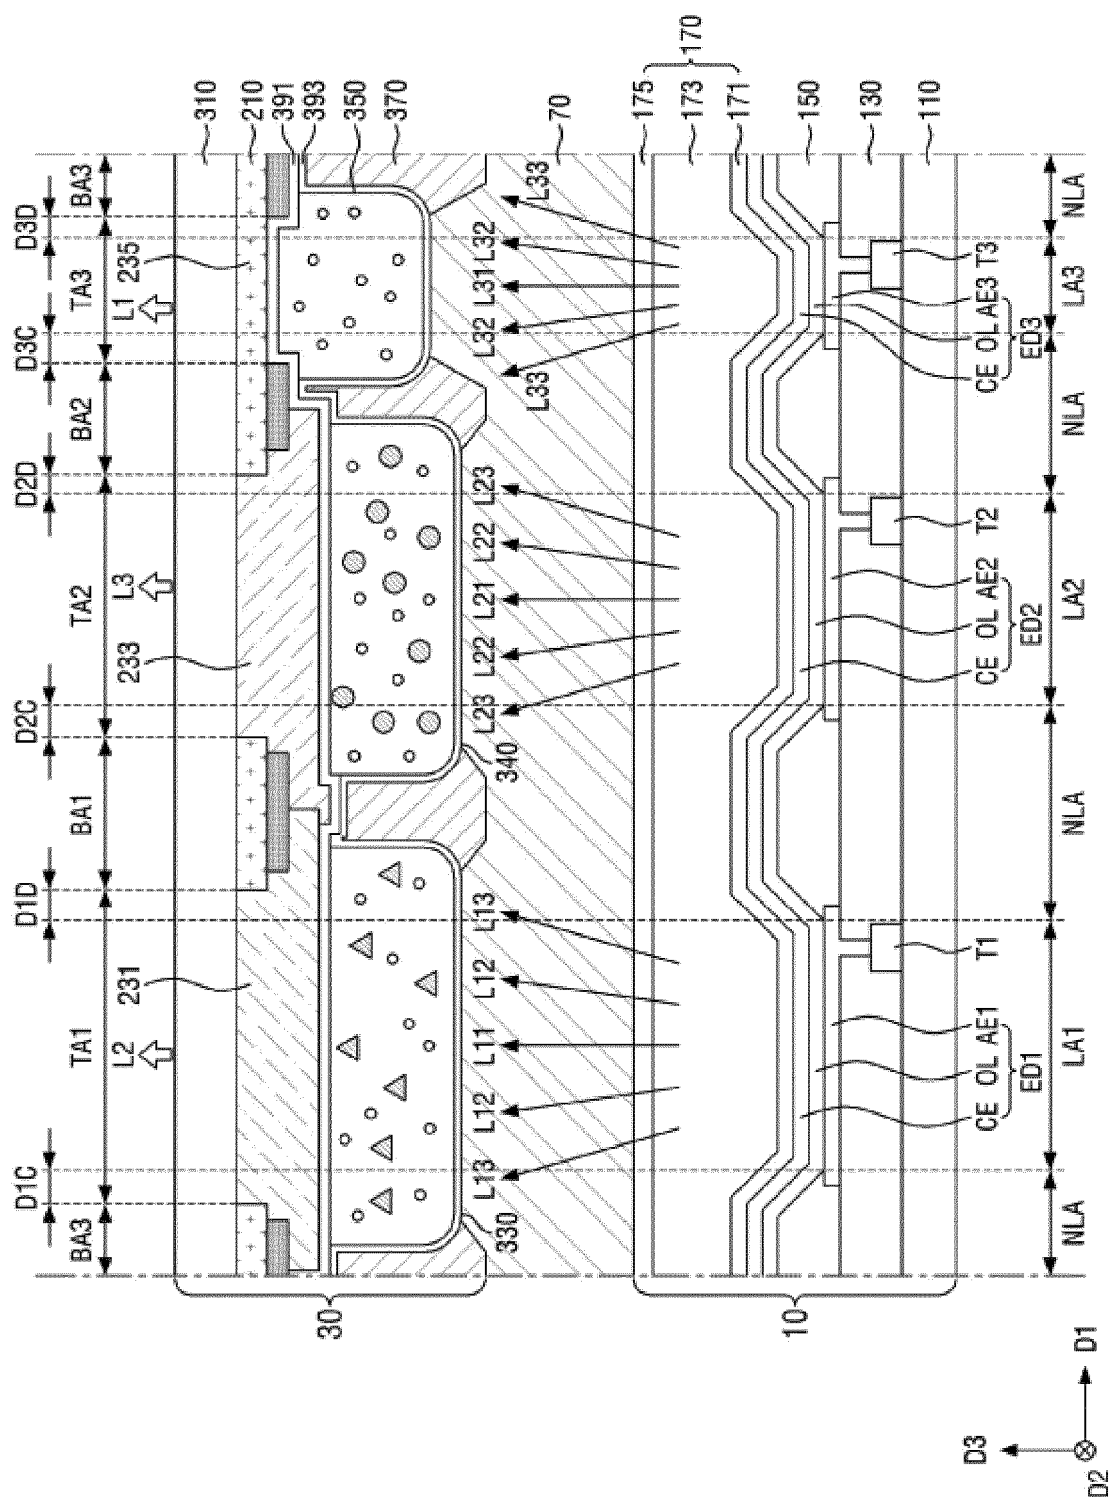 D1C D1D D2C D2D D3C D3D
BA3 TA1 BA1 TA2 BA2 TA3 BA3
L2 231 233 L3 L1 235
310
210
391
393
350
370
70
175
173
170
171
150
130
110
30
330
340
L13 L12 L11 L12 L13
L23 L22 L21 L22 L23
L33 L32 L31 L32 L33
10
CE OL AE1 T1
ED1
CE OL AE2 T2
ED2
CE OL AE3 T3
ED3
NLA LA1 NLA LA2 NLA LA3 NLA
D3
D2
D1